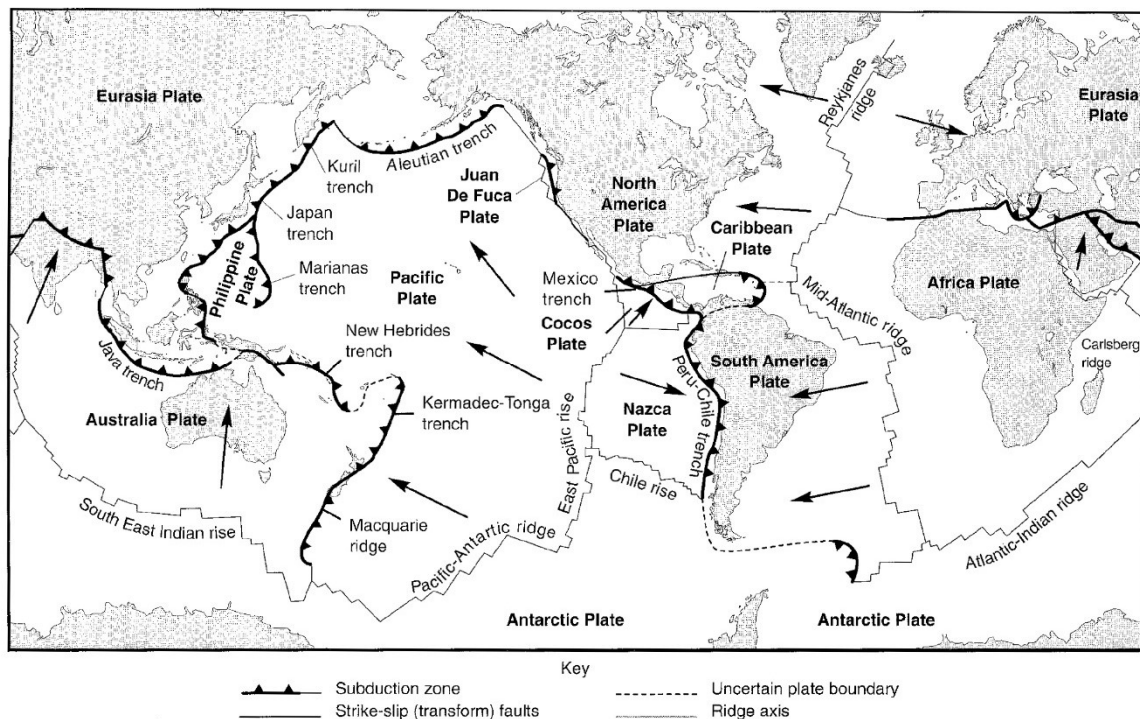 Eurasia Plate
Kuril
trench
Aleutian trench
Juan
De Fuca
Plate
North
America
Plate
Reykjanes
ridge
Eurasia
Plate
Japan
trench
Philippine
Plate
Marianas
trench
Pacific
Plate
Mexico
trench
Caribbean
Plate
Cocos
Plate
Mid-Atlantic ridge
Africa Plate
Carlsberg
ridge
New Hebrides
trench
Java trench
Australia Plate
Kermadec-Tonga
trench
East Pacific rise
Nazca
Plate
Peru-Chile trench
South America
Plate
Chile rise
South East Indian rise
Macquarie
ridge
Pacific-Antartic ridge
Atlantic-Indian ridge
Antarctic Plate
Antarctic Plate
Key
Subduction zone
Uncertain plate boundary
Strike-slip (transform) faults
Ridge axis